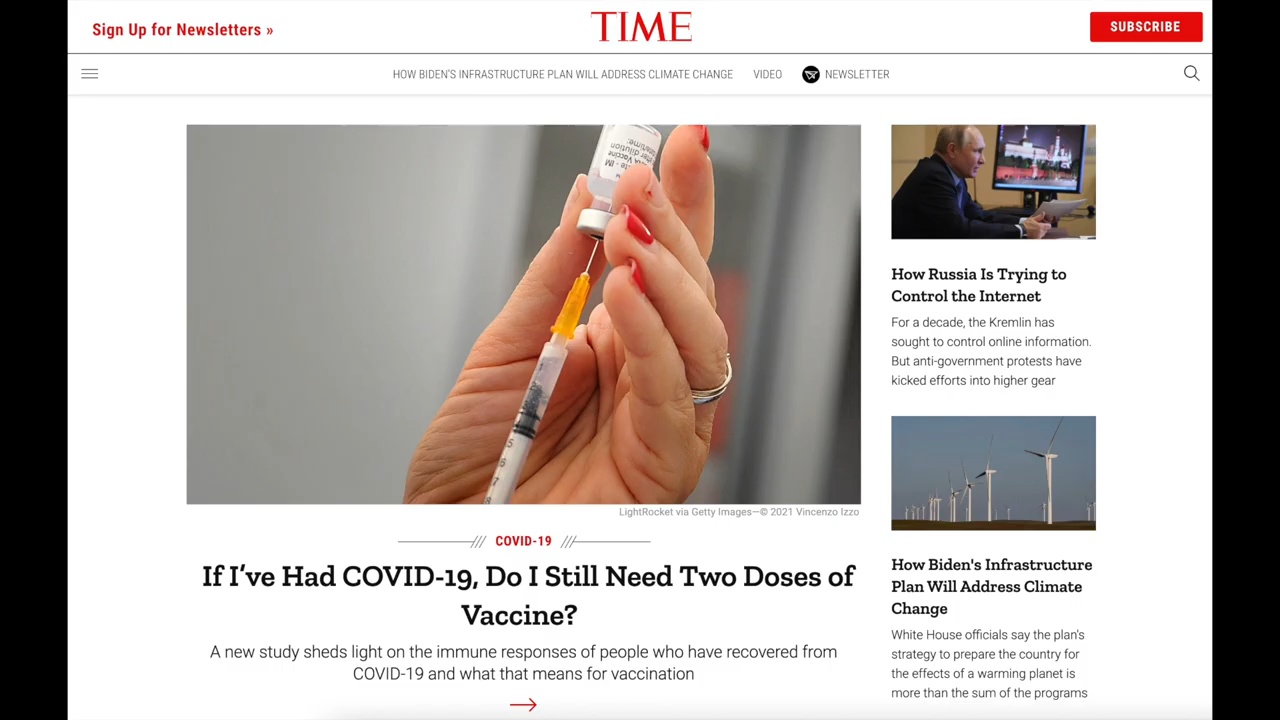 Sign Up for Newsletters »
TIME
SUBSCRIBE
HOW BIDEN'S INFRASTRUCTURE PLAN WILL ADDRESS CLIMATE CHANGE
VIDEO
NEWSLETTER
after dilution
Vaccine
IM
LightRocket via Getty Images—© 2021 Vincenzo Izzo
COVID-19
If I've Had COVID-19, Do I Still Need Two Doses of
Vaccine?
A new study sheds light on the immune responses of people who have recovered from
COVID-19 and what that means for vaccination
How Russia Is Trying to
Control the Internet
For a decade, the Kremlin has
sought to control online information.
But anti-government protests have
kicked efforts into higher gear
How Biden's Infrastructure
Plan Will Address Climate
Change
White House officials say the plan's
strategy to prepare the country for
the effects of a warming planet is
more than the sum of the programs